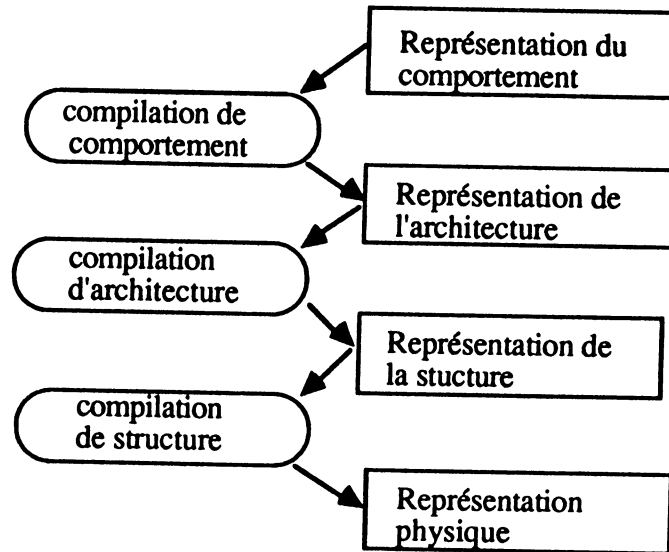 Représentation du
comportement
compilation de
comportement
Représentation de
l'architecture
compilation
d'architecture
Représentation de
la stucture
compilation
de structure
Représentation
physique